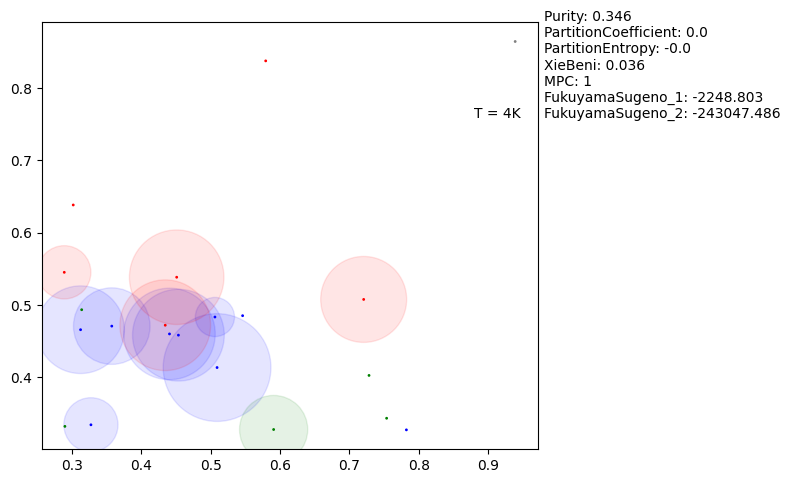 Purity: 0.346
PartitionCoefficient: 0.0
PartitionEntropy: -0.0
XieBeni: 0.036
MPC: 1
FukuyamaSugeno_1: -2248.803
FukuyamaSugeno_2: -243047.486
T = 4K
0.8
0.7
0.6
0.5
0.4
0.3 0.4 0.5 0.6 0.7 0.8 0.9